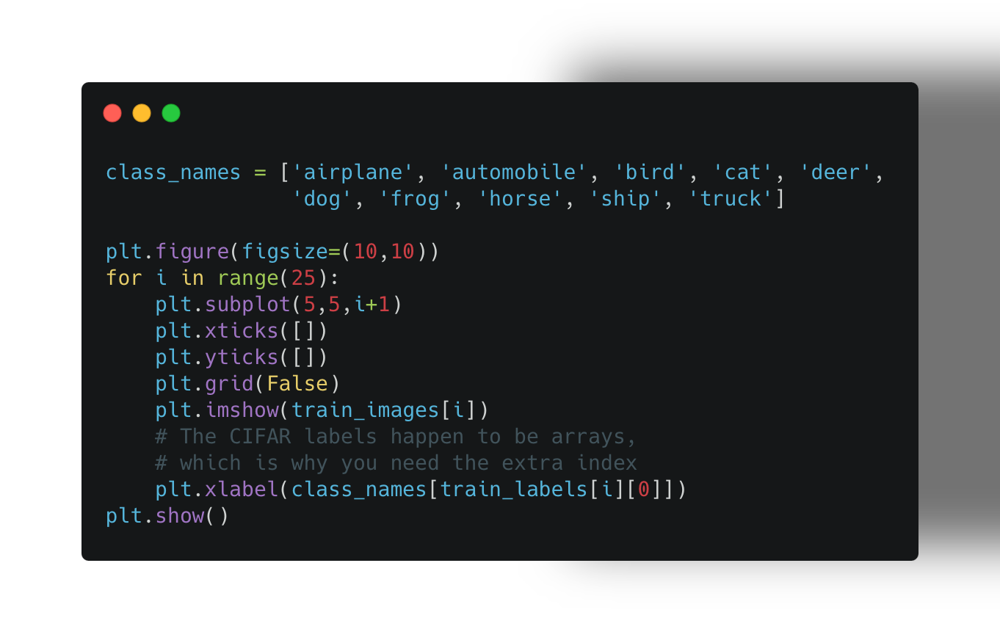 class_names = ['airplane', 'automobile', 'bird', 'cat', 'deer',
               'dog', 'frog', 'horse', 'ship', 'truck']

plt.figure(figsize=(10,10))
for i in range(25):
    plt.subplot(5,5,i+1)
    plt.xticks([])
    plt.yticks([])
    plt.grid(False)
    plt.imshow(train_images[i])
    # The CIFAR labels happen to be arrays,
    # which is why you need the extra index
    plt.xlabel(class_names[train_labels[i][0]])
plt.show()